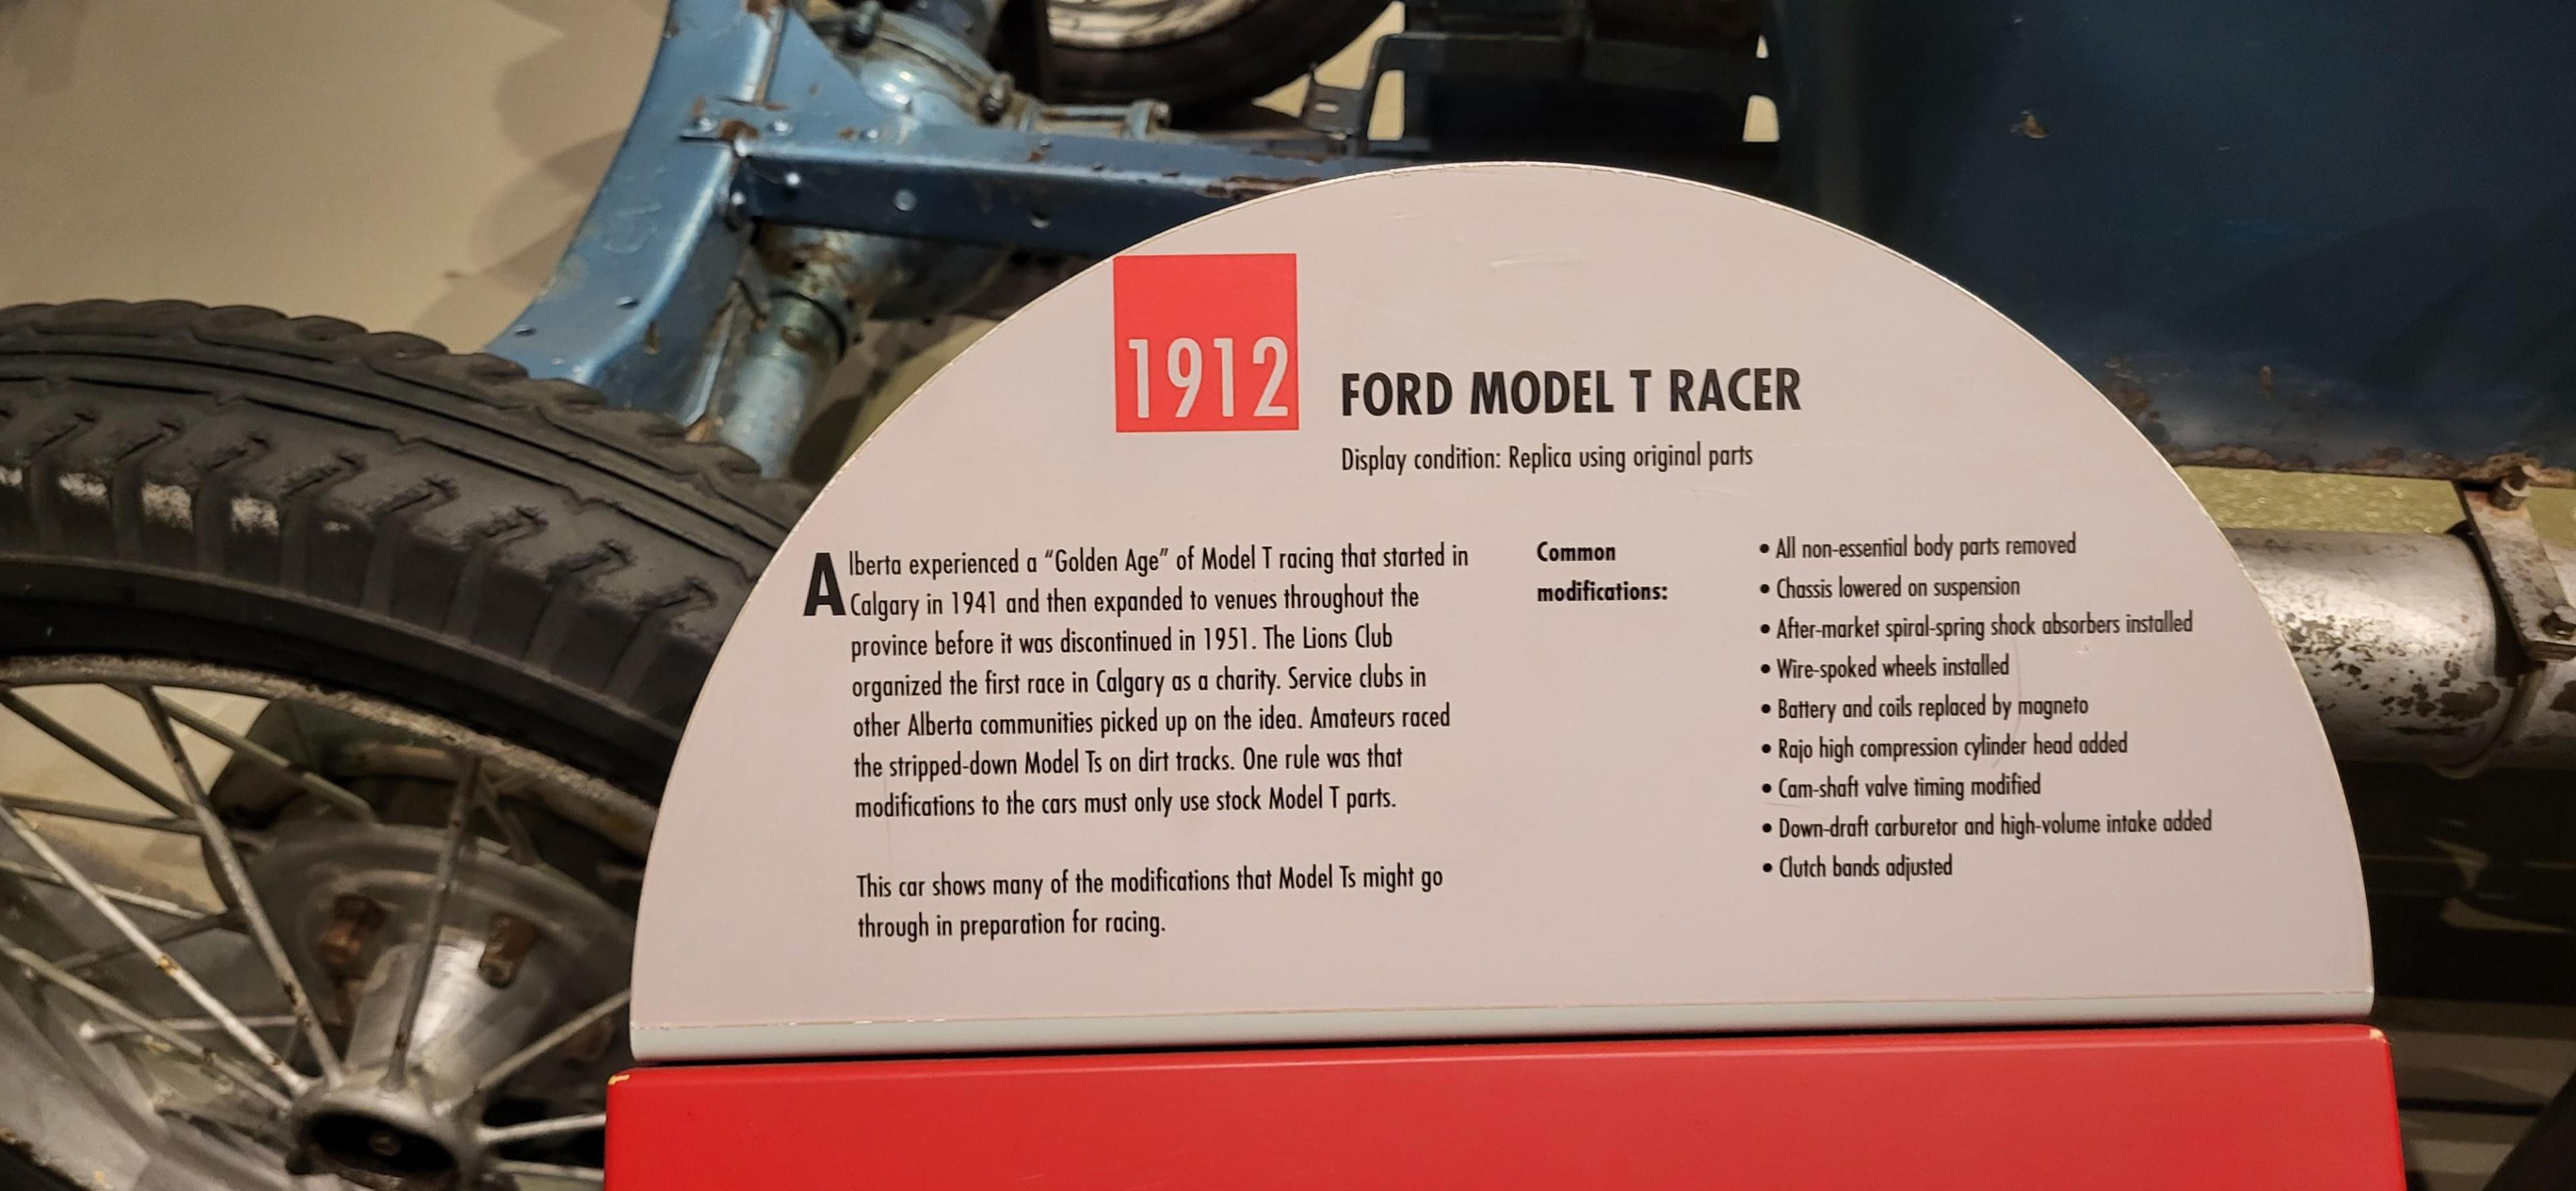 1912
FORD MODEL T RACER
Display condition: Replica using original parts
Alberta experienced a “Golden Age” of Model T racing that started in
Calgary in 1941 and then expanded to venues throughout the
province before it was discontinued in 1951. The Lions Club
organized the first race in Calgary as a charity. Service clubs in
other Alberta communities picked up on the idea. Amateurs raced
the stripped-down Model Ts on dirt tracks. One rule was that
modifications to the cars must only use stock Model T parts.
This car shows many of the modifications that Model Ts might go
through in preparation for racing.
Common
modifications:
• All non-essential body parts removed
• Chassis lowered on suspension
• After-market spiral-spring shock absorbers installed
• Wire-spoked wheels installed
• Battery and coils replaced by magneto
• Rajo high compression cylinder head added
• Cam-shaft valve timing modified
• Down-draft carburetor and high-volume intake added
• Clutch bands adjusted